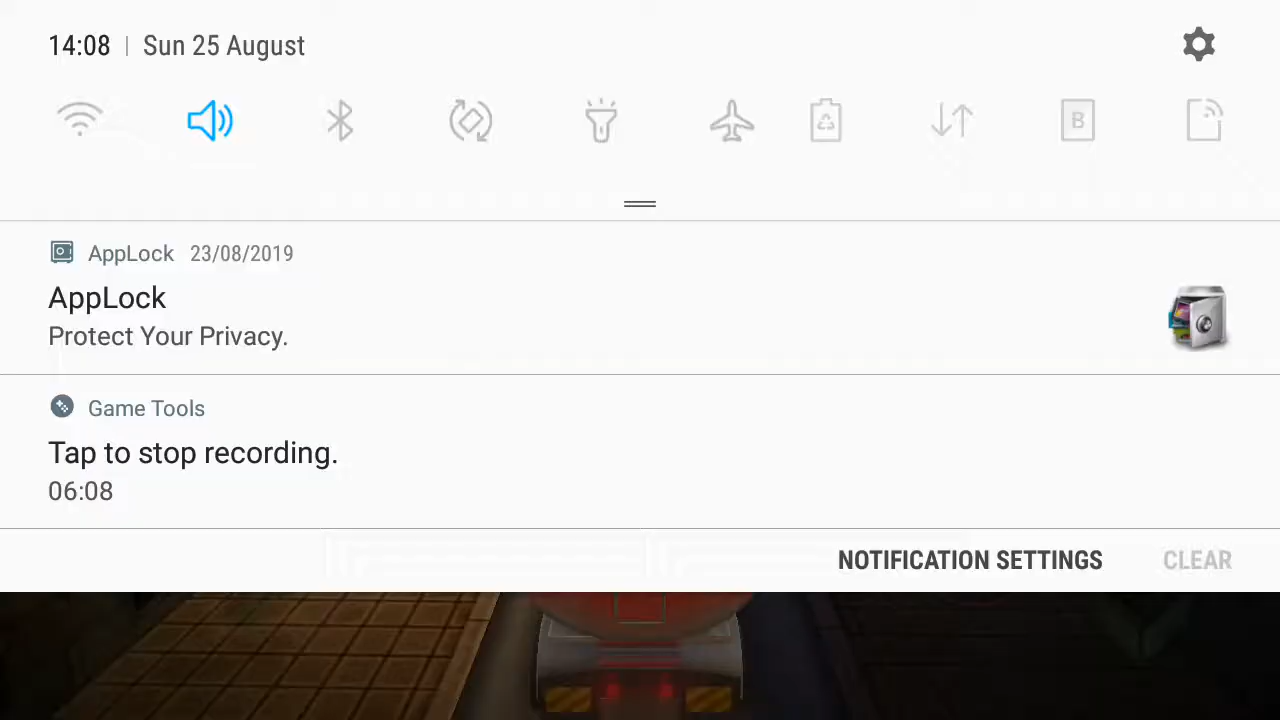 14:08 | Sun 25 August
B
AppLock 23/08/2019
AppLock
Protect Your Privacy.
Game Tools
Tap to stop recording.
06:08
NOTIFICATION SETTINGS CLEAR